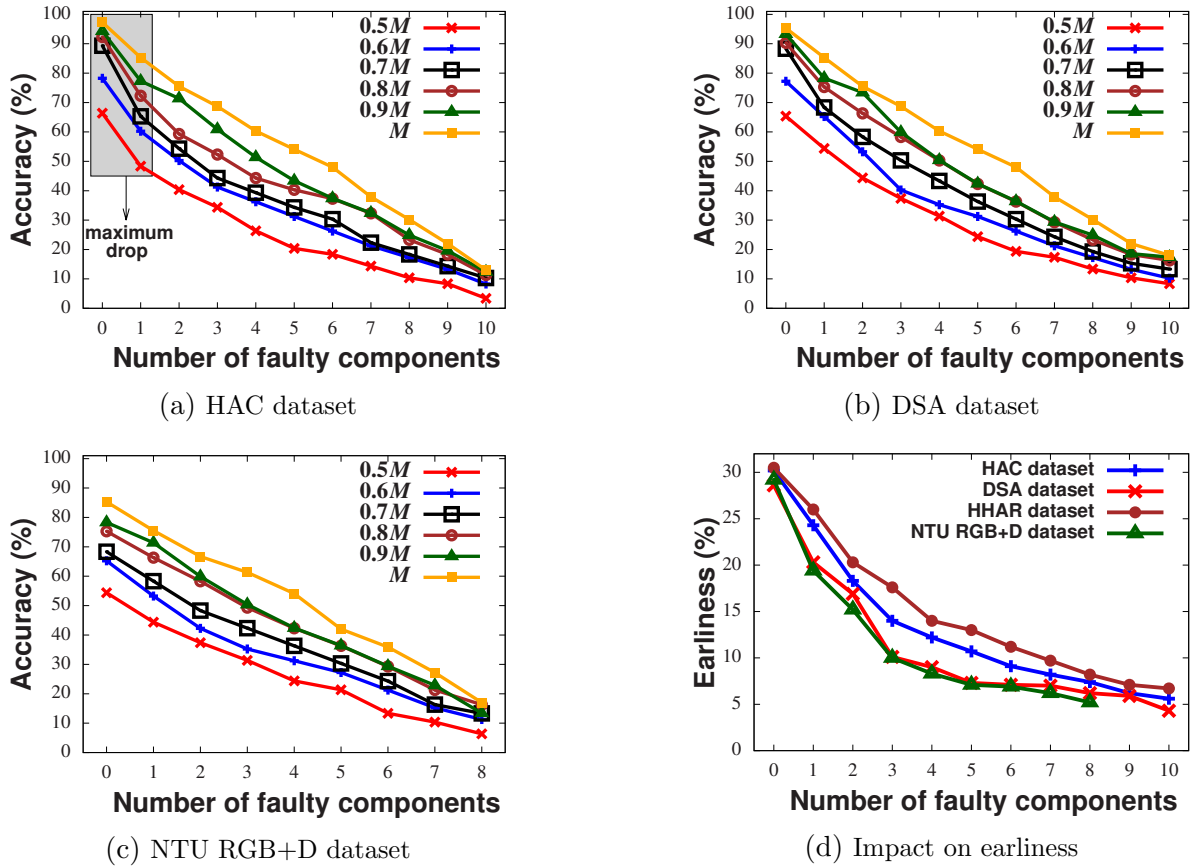 100
90
80
70
60
50
40
30
20
10
0
Accuracy (%)
0.5M
0.6M
0.7M
0.8M
0.9M
M
maximum
drop
0 1 2 3 4 5 6 7 8 9 10
Number of faulty components
(a) HAC dataset
100
90
80
70
60
50
40
30
20
10
0
Accuracy (%)
0.5M
0.6M
0.7M
0.8M
0.9M
M
0 1 2 3 4 5 6 7 8 9 10
Number of faulty components
(b) DSA dataset
100
90
80
70
60
50
40
30
20
10
0
Accuracy (%)
0.5M
0.6M
0.7M
0.8M
0.9M
M
0 1 2 3 4 5 6 7 8
Number of faulty components
(c) NTU RGB+D dataset
30
25
20
15
10
5
0
Earliness (%)
HAC dataset
DSA dataset
HHAR dataset
NTU RGB+D dataset
0 1 2 3 4 5 6 7 8 9 10
Number of faulty components
(d) Impact on earliness